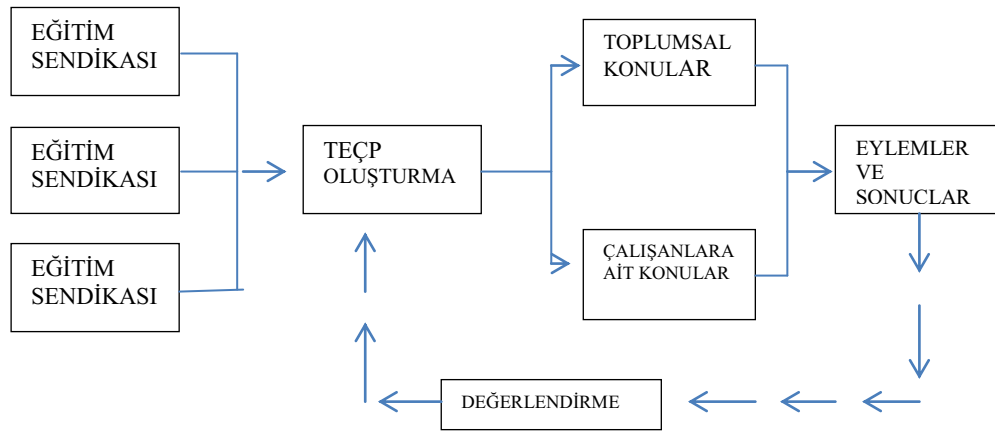 EĞİTİM
SENDİKASI
EĞİTİM
SENDİKASI
EĞİTİM
SENDİKASI
TEÇP
OLUŞTURMA
TOPLUMSAL
KONULAR
ÇALIŞANLARA
AİT KONULAR
EYLEMLER
VE
SONUCLAR
DEĞERLENDİRME